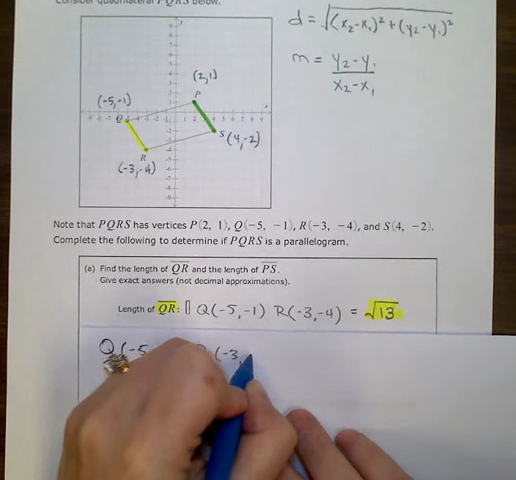 Consider quadrilateral PQRS below.
d = √(x₂-x₁)² + (y₂-y₁)²
m = y₂-y₁
x₂-x₁
y
(2,1)
P
(-5,-1)
Q
x
S (4,-2)
R
(-3,-4)
Note that PQRS has vertices P(2, 1), Q(-5, -1), R(-3, -4), and S(4, -2).
Complete the following to determine if PQRS is a parallelogram.
(a) Find the length of QR and the length of PS.
Give exact answers (not decimal approximations).
Length of QR: Q(-5,-1) R(-3,-4) = √13
Q(-5 (-3,